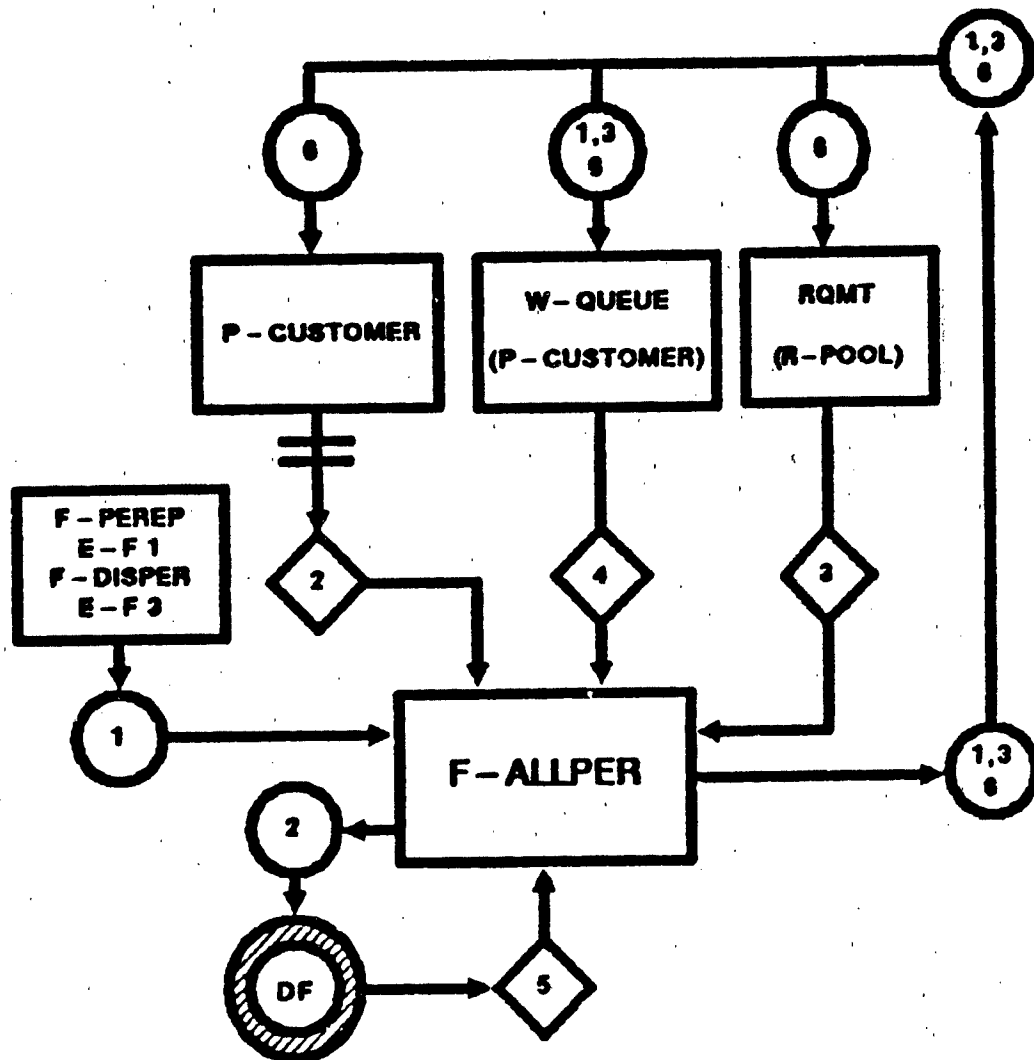 1,3
6
6
1,3
6
6
P – CUSTOMER
W – QUEUE
(P – CUSTOMER)
RQMT
(R – POOL)
F – PEREP
E – F 1
F – DISPER
E – F 3
2
4
3
1
F – ALLPER
1,3
6
2
DF
5